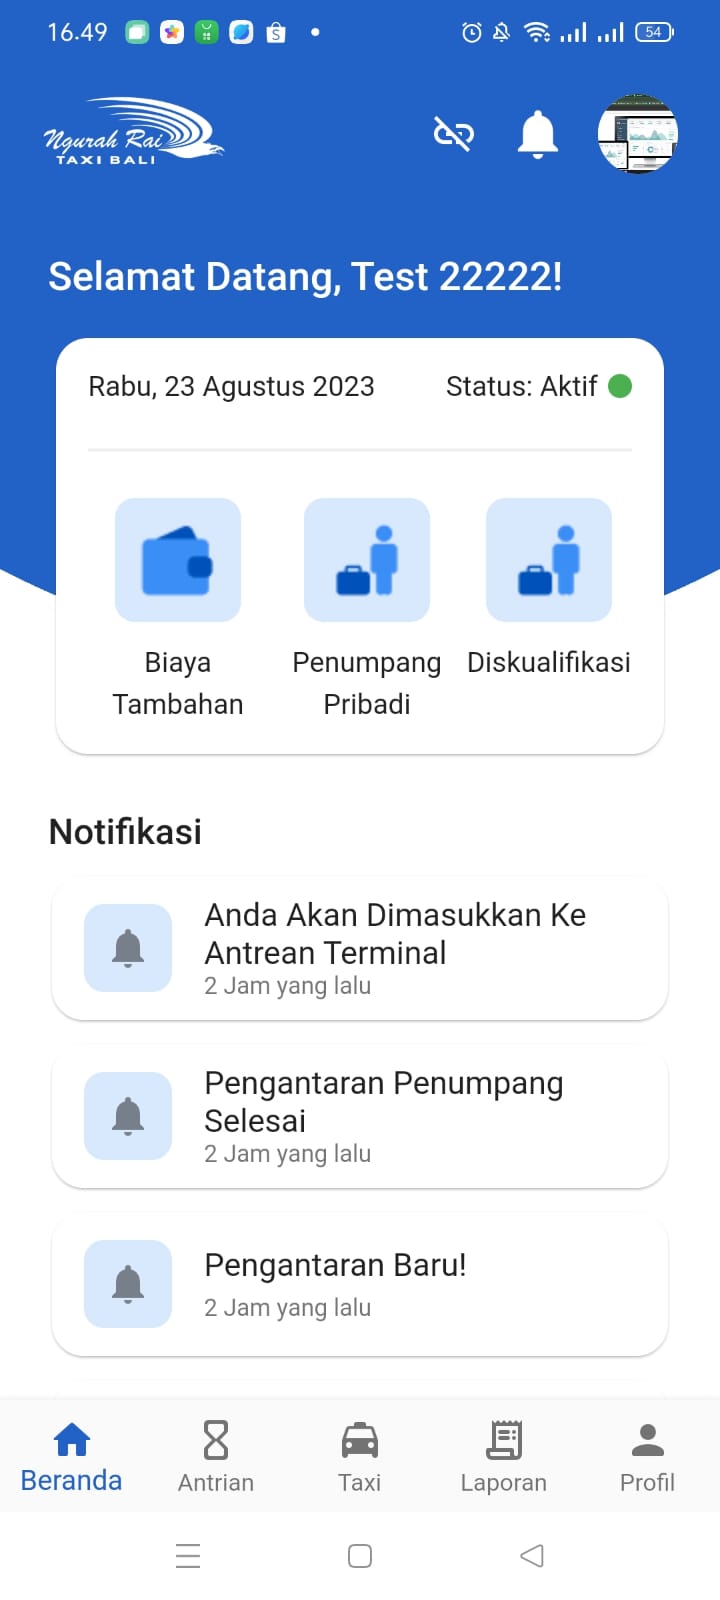 16.49
54
Ngurah Rai
TAXI BALI
Selamat Datang, Test 22222!
Rabu, 23 Agustus 2023
Status: Aktif
Biaya
Tambahan
Penumpang
Pribadi
Diskualifikasi
Notifikasi
Anda Akan Dimasukkan Ke
Antrean Terminal
2 Jam yang lalu
Pengantaran Penumpang
Selesai
2 Jam yang lalu
Pengantaran Baru!
2 Jam yang lalu
Beranda
Antrian
Taxi
Laporan
Profil